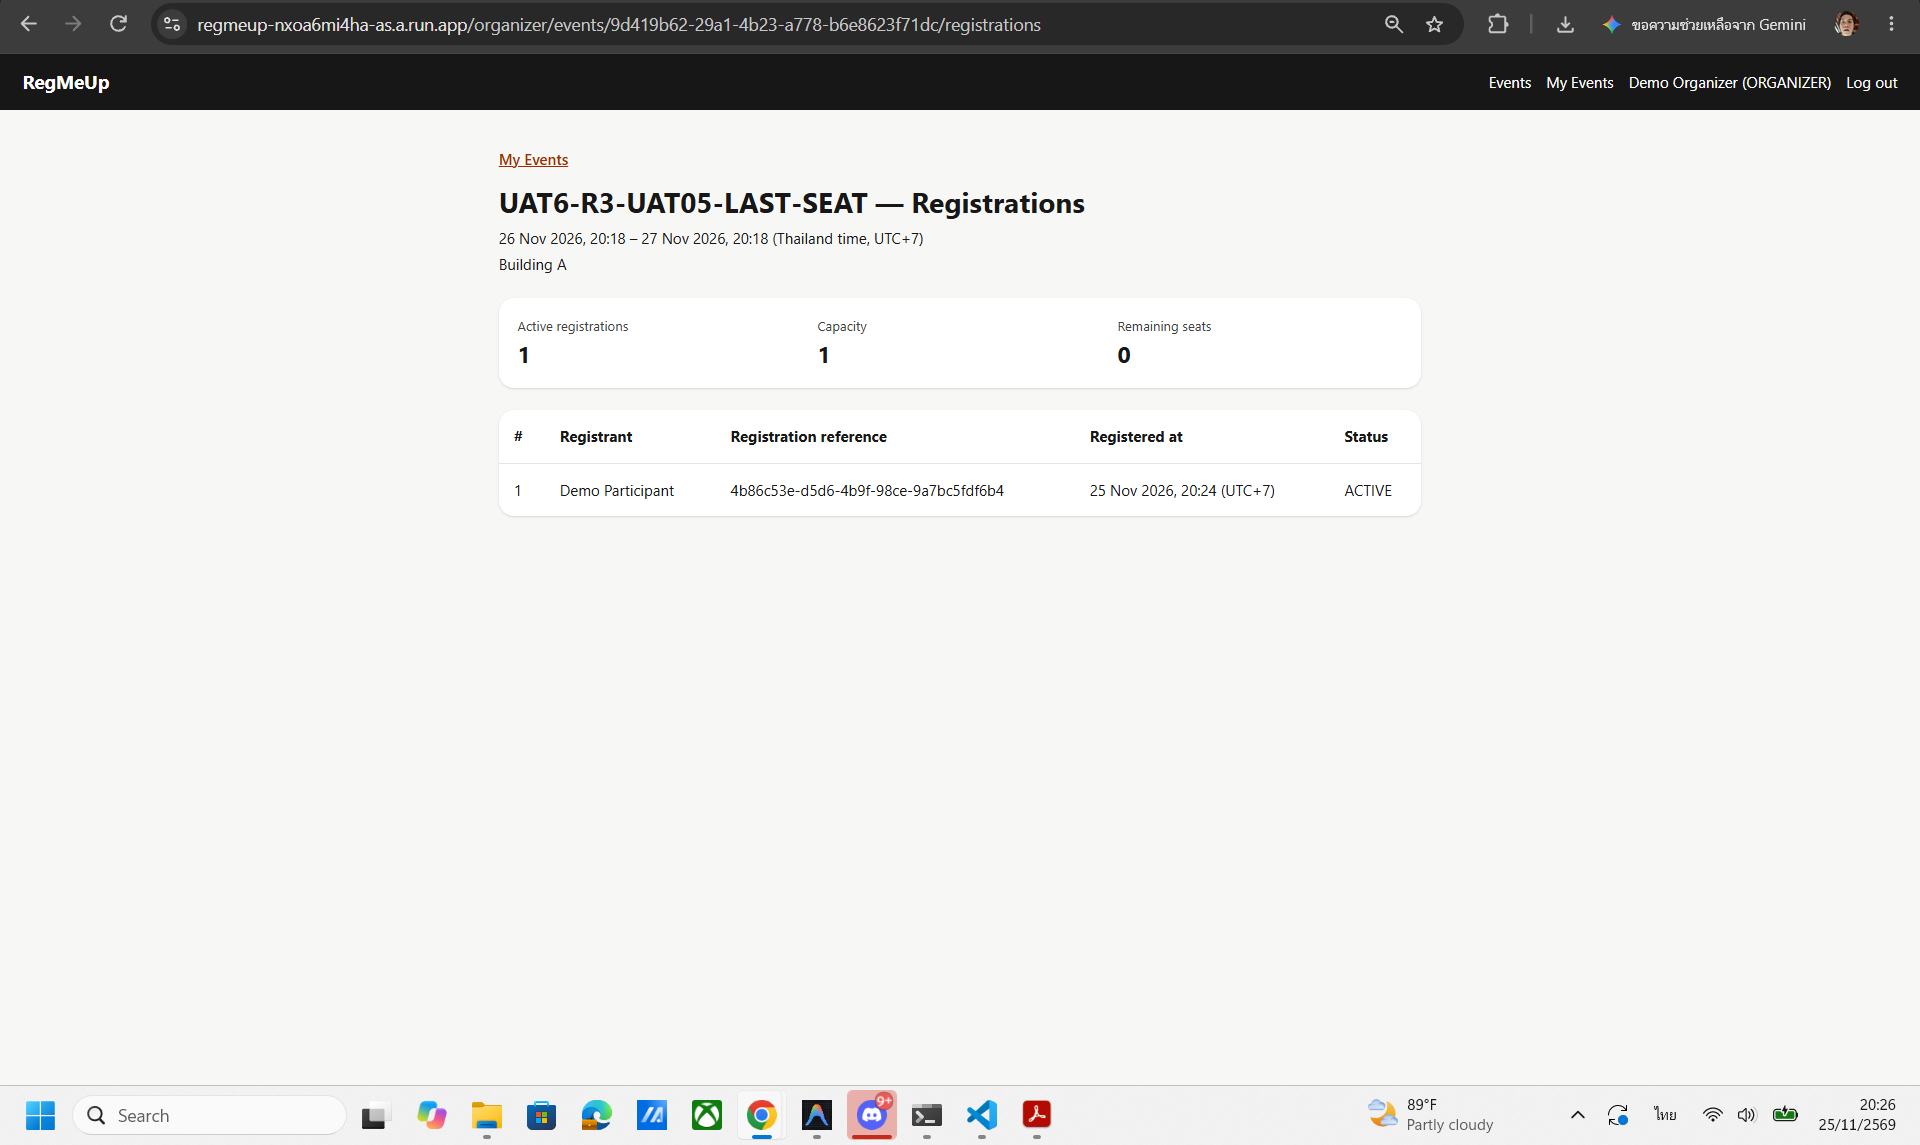 regmeup-nxoa6mi4ha-as.a.run.app/organizer/events/9d419b62-29a1-4b23-a778-b6e8623f71dc/registrations
ขอความช่วยเหลือจาก Gemini
RegMeUp
Events My Events Demo Organizer (ORGANIZER) Log out
My Events
UAT6-R3-UAT05-LAST-SEAT — Registrations
26 Nov 2026, 20:18 – 27 Nov 2026, 20:18 (Thailand time, UTC+7)
Building A
Active registrations Capacity Remaining seats
1 1 0
# Registrant Registration reference Registered at Status
1 Demo Participant 4b86c53e-d5d6-4b9f-98ce-9a7bc5fdf6b4 25 Nov 2026, 20:24 (UTC+7) ACTIVE
Search
9+
89°F
Partly cloudy
ไทย
20:26
25/11/2569